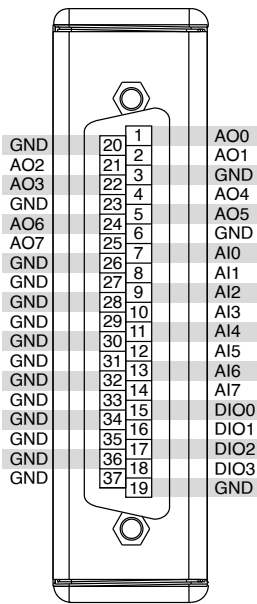 1 AO0
GND 20
2 AO1
AO2 21
3 GND
AO3 22
4 AO4
GND 23
5 AO5
AO6 24
6 GND
AO7 25
7 AI0
GND 26
8 AI1
GND 27
9 AI2
GND 28
10 AI3
GND 29
11 AI4
GND 30
12 AI5
GND 31
13 AI6
GND 32
14 AI7
GND 33
15 DIO0
GND 34
16 DIO1
GND 35
17 DIO2
GND 36
18 DIO3
GND 37
19 GND